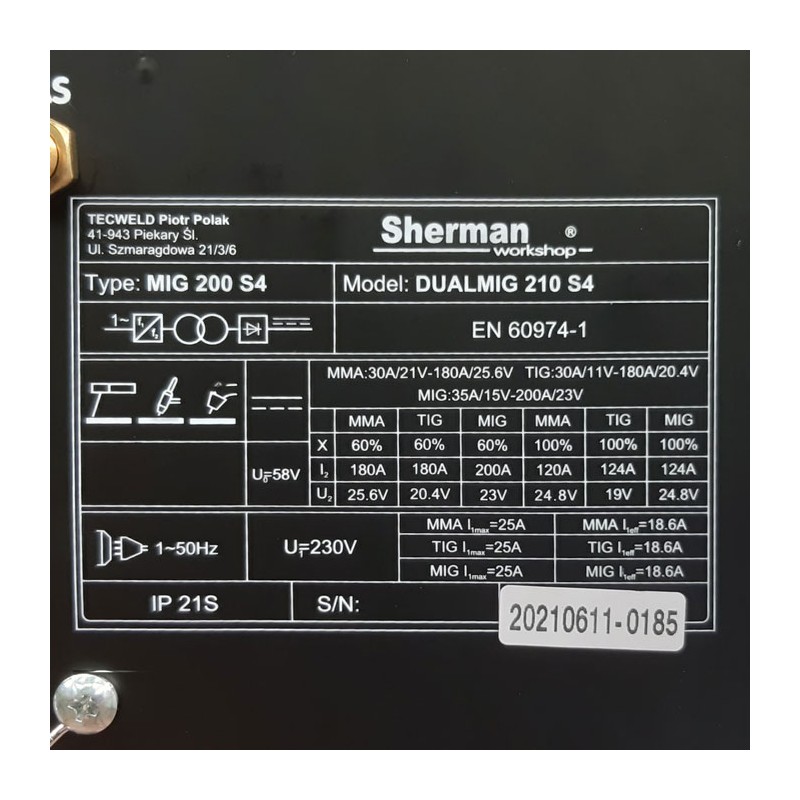 LS
TECWELD Piotr Polak
41-943 Piekary Śl.
Ul. Szmaragdowa 21/3/6
Sherman ®
workshop
Type: MIG 200 S4
Model: DUALMIG 210 S4
1~ f₁ f₂
EN 60974-1
MMA:30A/21V-180A/25.6V TIG:30A/11V-180A/20.4V
MIG:35A/15V-200A/23V
MMA TIG MIG MMA TIG MIG
X 60% 60% 60% 100% 100% 100%
U₀=58V
I₂ 180A 180A 200A 120A 124A 124A
U₂ 25.6V 20.4V 23V 24.8V 19V 24.8V
1~50Hz
U₁=230V
MMA I₁max=25A MMA I₁eff=18.6A
TIG I₁max=25A TIG I₁eff=18.6A
MIG I₁max=25A MIG I₁eff=18.6A
IP 21S
S/N:
20210611-0185